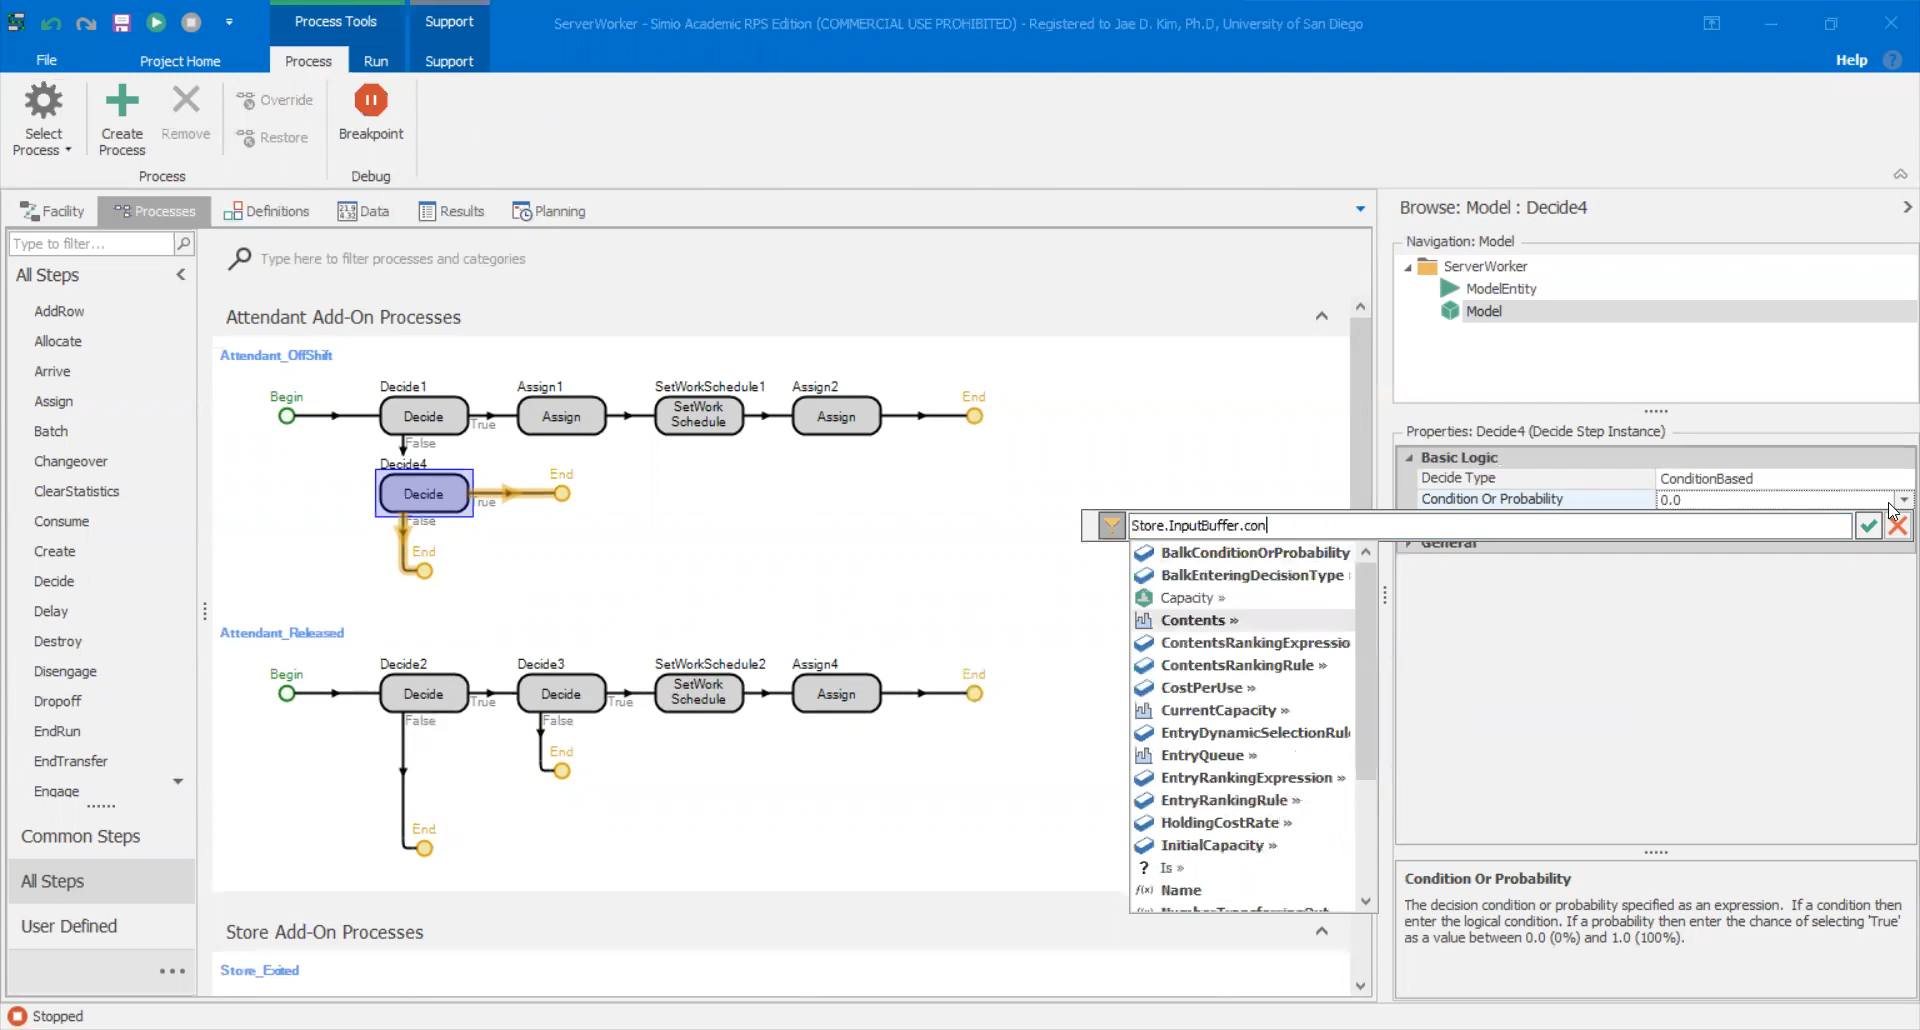 Process Tools
Support
ServerWorker - Simio Academic RPS Edition (COMMERCIAL USE PROHIBITED) - Registered to Jae D. Kim, Ph.D, University of San Diego
File
Project Home
Process
Run
Support
Help
Select Process
Create Process
Remove
Override
Restore
Breakpoint
Process
Debug
Facility
Processes
Definitions
Data
Results
Planning
Type to filter...
All Steps
AddRow
Allocate
Arrive
Assign
Batch
Changeover
ClearStatistics
Consume
Create
Decide
Delay
Destroy
Disengage
Dropoff
EndRun
EndTransfer
Engage
Common Steps
All Steps
User Defined
Type here to filter processes and categories
Attendant Add-On Processes
Attendant_OffShift
Begin
Decide1
Decide
True
False
Assign1
Assign
SetWorkSchedule1
SetWork Schedule
Assign2
Assign
End
Decide4
Decide
True
False
End
End
Attendant_Released
Begin
Decide2
Decide
True
False
Decide3
Decide
True
False
SetWorkSchedule2
SetWork Schedule
Assign4
Assign
End
End
End
Store Add-On Processes
Store_Exited
Browse: Model : Decide4
Navigation: Model
ServerWorker
ModelEntity
Model
Properties: Decide4 (Decide Step Instance)
Basic Logic
Decide Type
ConditionBased
Condition Or Probability
0.0
Store.InputBuffer.con
General
BalkConditionOrProbability
BalkEnteringDecisionType
Capacity »
Contents »
ContentsRankingExpressio
ContentsRankingRule »
CostPerUse »
CurrentCapacity »
EntryDynamicSelectionRul
EntryQueue »
EntryRankingExpression »
EntryRankingRule »
HoldingCostRate »
InitialCapacity »
? Is »
f(x) Name
Condition Or Probability
The decision condition or probability specified as an expression. If a condition then
enter the logical condition. If a probability then enter the chance of selecting 'True'
as a value between 0.0 (0%) and 1.0 (100%).
Stopped